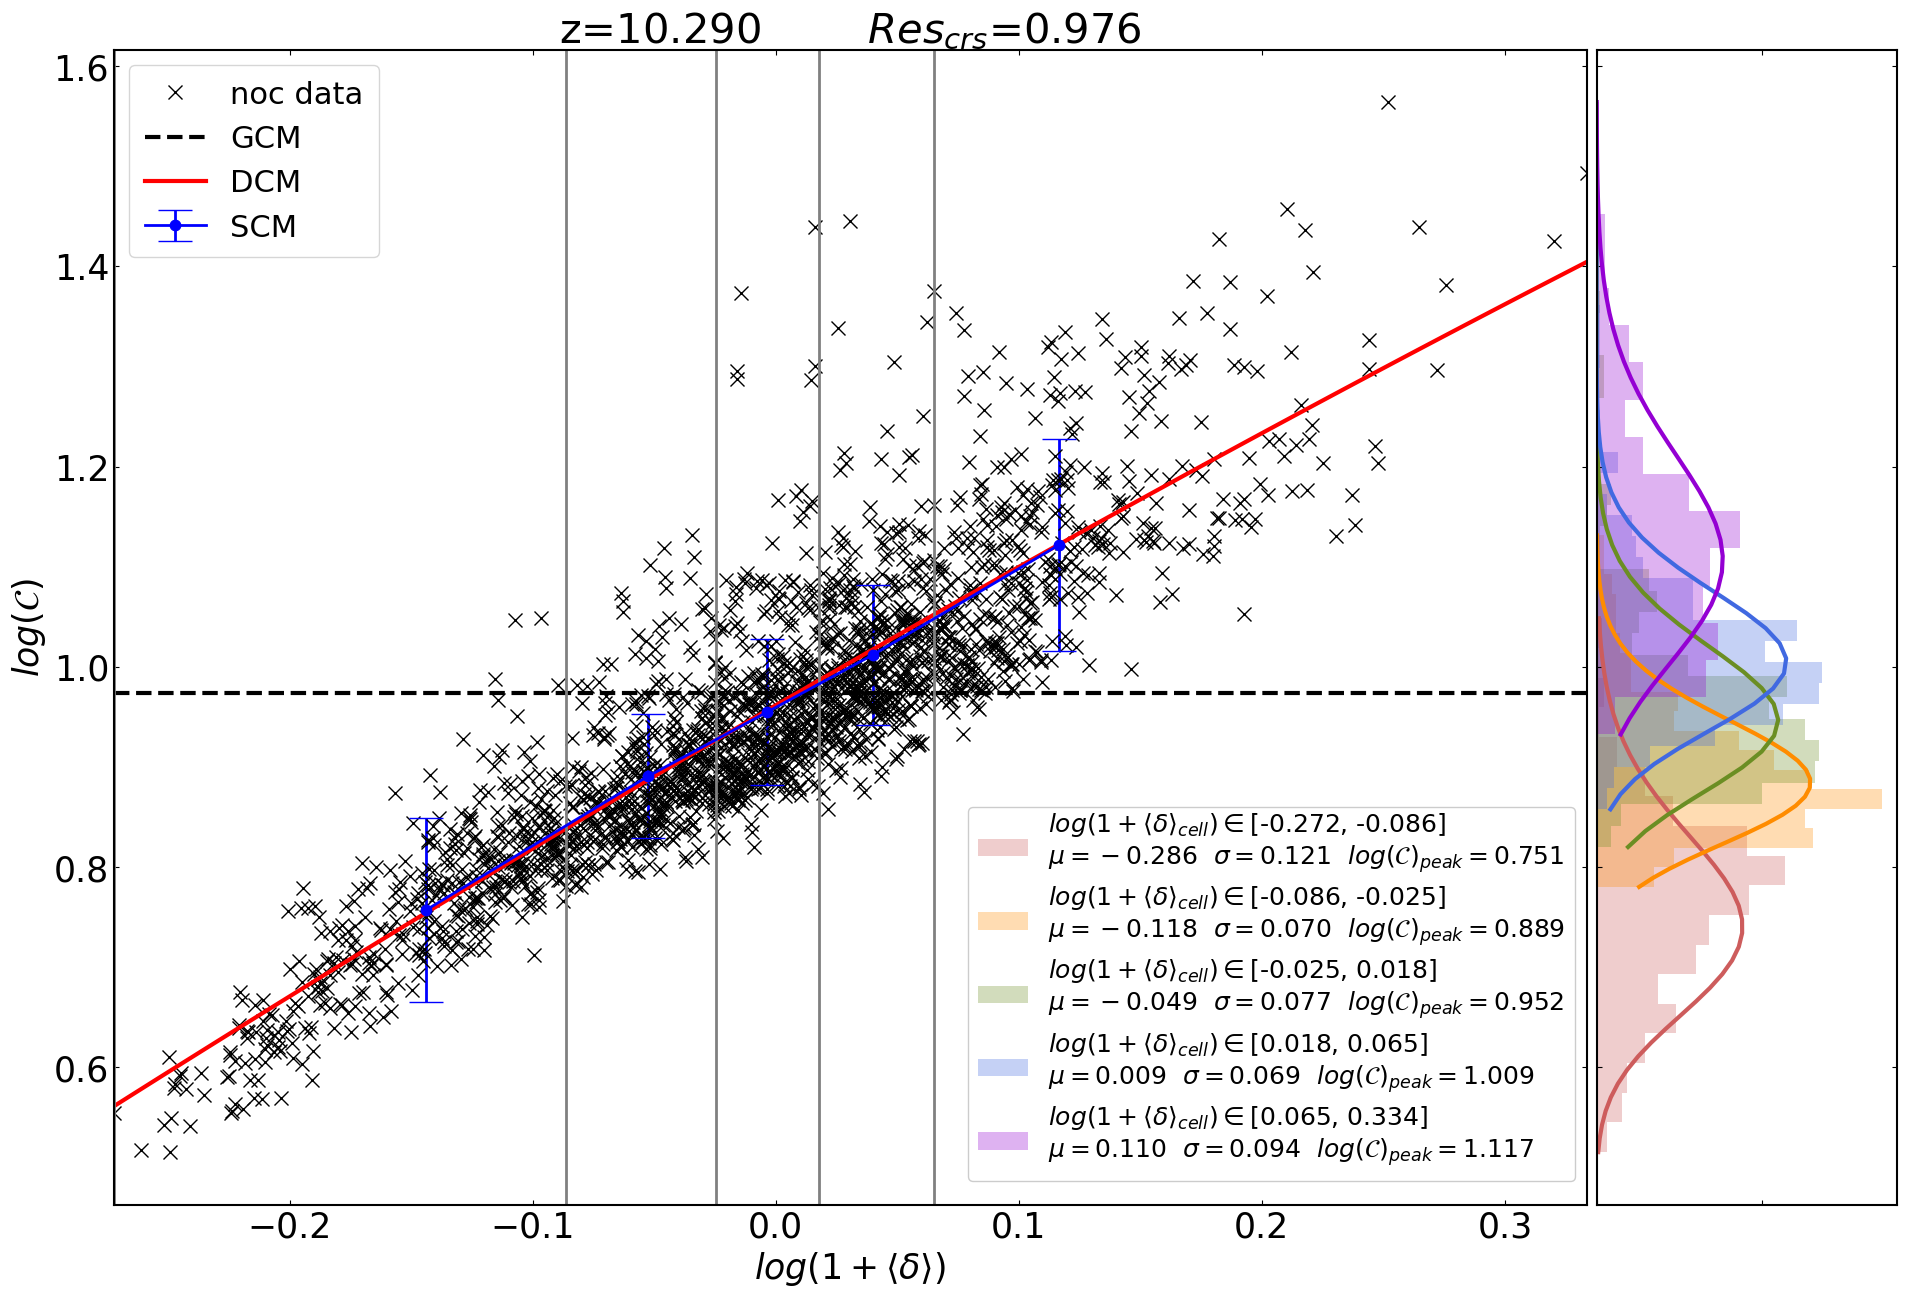 z=10.290 Res_crs=0.976
noc data
GCM
DCM
SCM
1.6
1.4
1.2
1.0
0.8
0.6
log(𝒞)
log(1 + ⟨δ⟩_cell) ∈ [-0.272, -0.086]
μ = −0.286 σ = 0.121 log(𝒞)_peak = 0.751
log(1 + ⟨δ⟩_cell) ∈ [-0.086, -0.025]
μ = −0.118 σ = 0.070 log(𝒞)_peak = 0.889
log(1 + ⟨δ⟩_cell) ∈ [-0.025, 0.018]
μ = −0.049 σ = 0.077 log(𝒞)_peak = 0.952
log(1 + ⟨δ⟩_cell) ∈ [0.018, 0.065]
μ = 0.009 σ = 0.069 log(𝒞)_peak = 1.009
log(1 + ⟨δ⟩_cell) ∈ [0.065, 0.334]
μ = 0.110 σ = 0.094 log(𝒞)_peak = 1.117
−0.2 −0.1 0.0 0.1 0.2 0.3
log(1 + ⟨δ⟩)